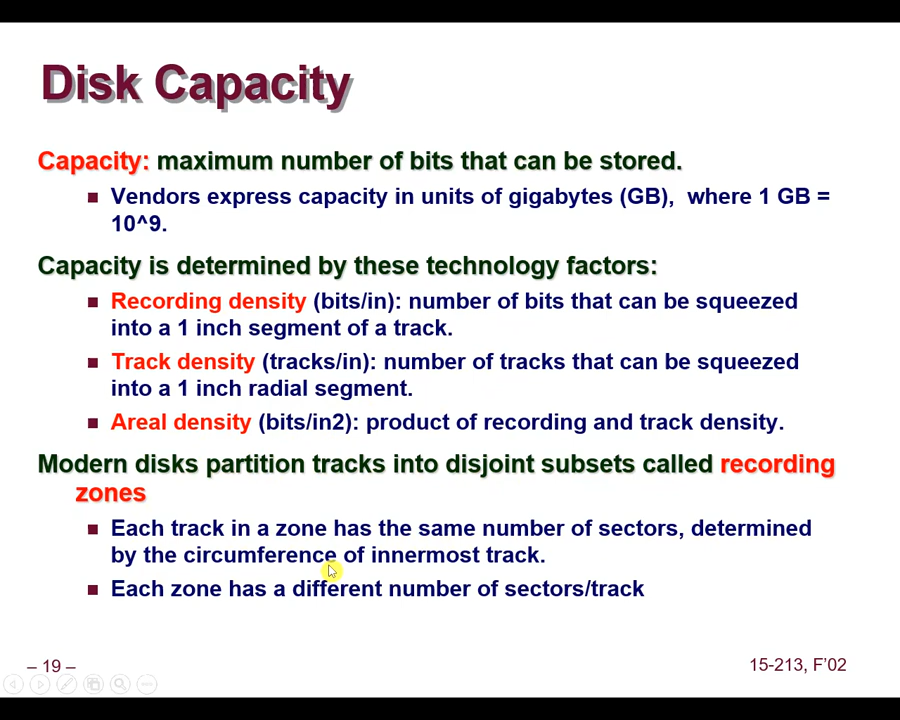 Disk Capacity
Capacity: maximum number of bits that can be stored.
Vendors express capacity in units of gigabytes (GB),  where 1 GB =
10^9.
Capacity is determined by these technology factors:
Recording density (bits/in): number of bits that can be squeezed
into a 1 inch segment of a track.
Track density (tracks/in): number of tracks that can be squeezed
into a 1 inch radial segment.
Areal density (bits/in2): product of recording and track density.
Modern disks partition tracks into disjoint subsets called recording
zones
Each track in a zone has the same number of sectors, determined
by the circumference of innermost track.
Each zone has a different number of sectors/track
– 19 –
15-213, F’02